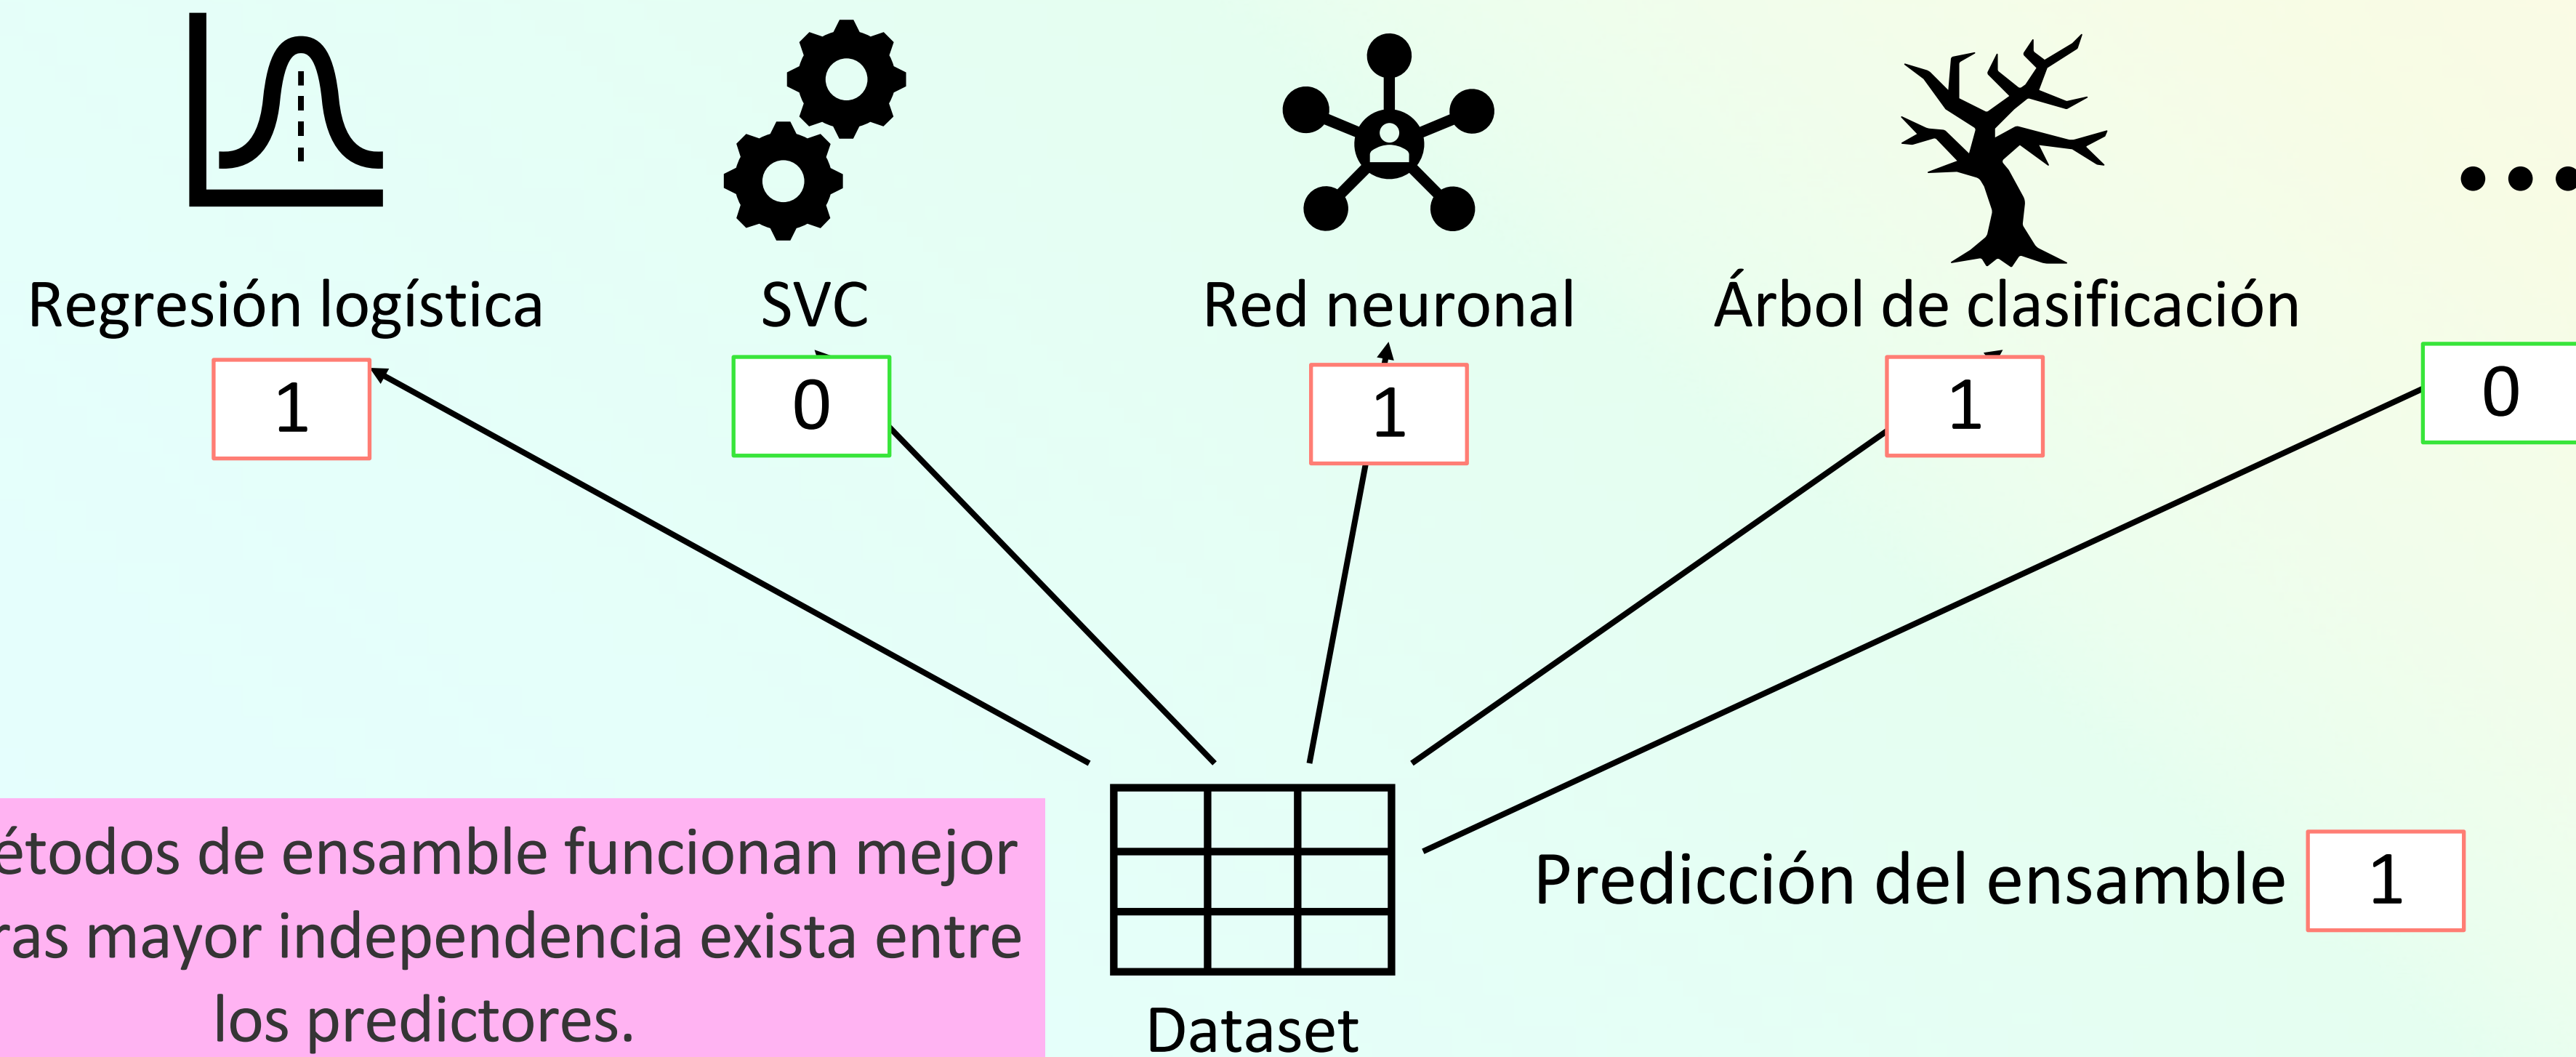 Regresión logística
SVC
Red neuronal
Árbol de clasificación
...
1
0
1
1
0
étodos de ensamble funcionan mejor
ras mayor independencia exista entre
los predictores.
Predicción del ensamble 1
Dataset